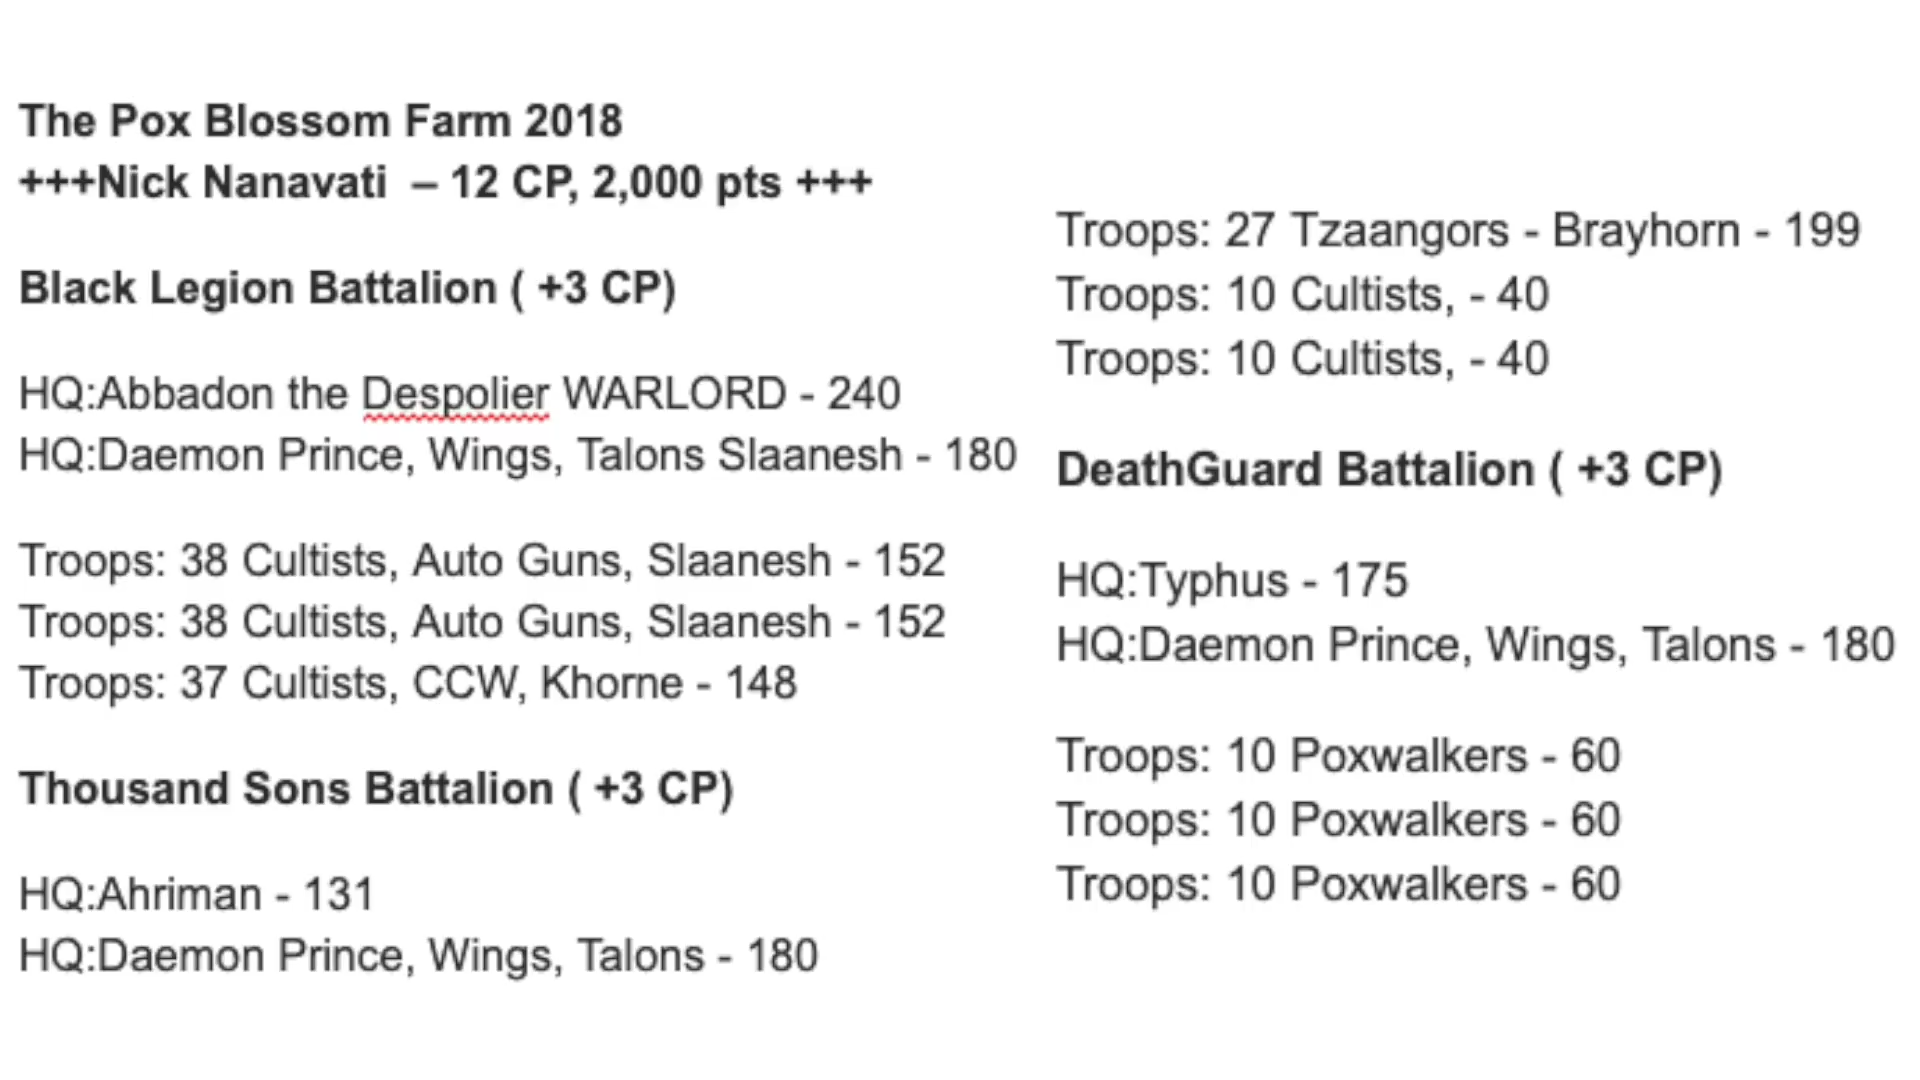 The Pox Blossom Farm 2018
+++Nick Nanavati – 12 CP, 2,000 pts +++
Black Legion Battalion ( +3 CP)
HQ:Abbadon the Despolier WARLORD - 240
HQ:Daemon Prince, Wings, Talons Slaanesh - 180
Troops: 38 Cultists, Auto Guns, Slaanesh - 152
Troops: 38 Cultists, Auto Guns, Slaanesh - 152
Troops: 37 Cultists, CCW, Khorne - 148
Thousand Sons Battalion ( +3 CP)
HQ:Ahriman - 131
HQ:Daemon Prince, Wings, Talons - 180
Troops: 27 Tzaangors - Brayhorn - 199
Troops: 10 Cultists, - 40
Troops: 10 Cultists, - 40
DeathGuard Battalion ( +3 CP)
HQ:Typhus - 175
HQ:Daemon Prince, Wings, Talons - 180
Troops: 10 Poxwalkers - 60
Troops: 10 Poxwalkers - 60
Troops: 10 Poxwalkers - 60